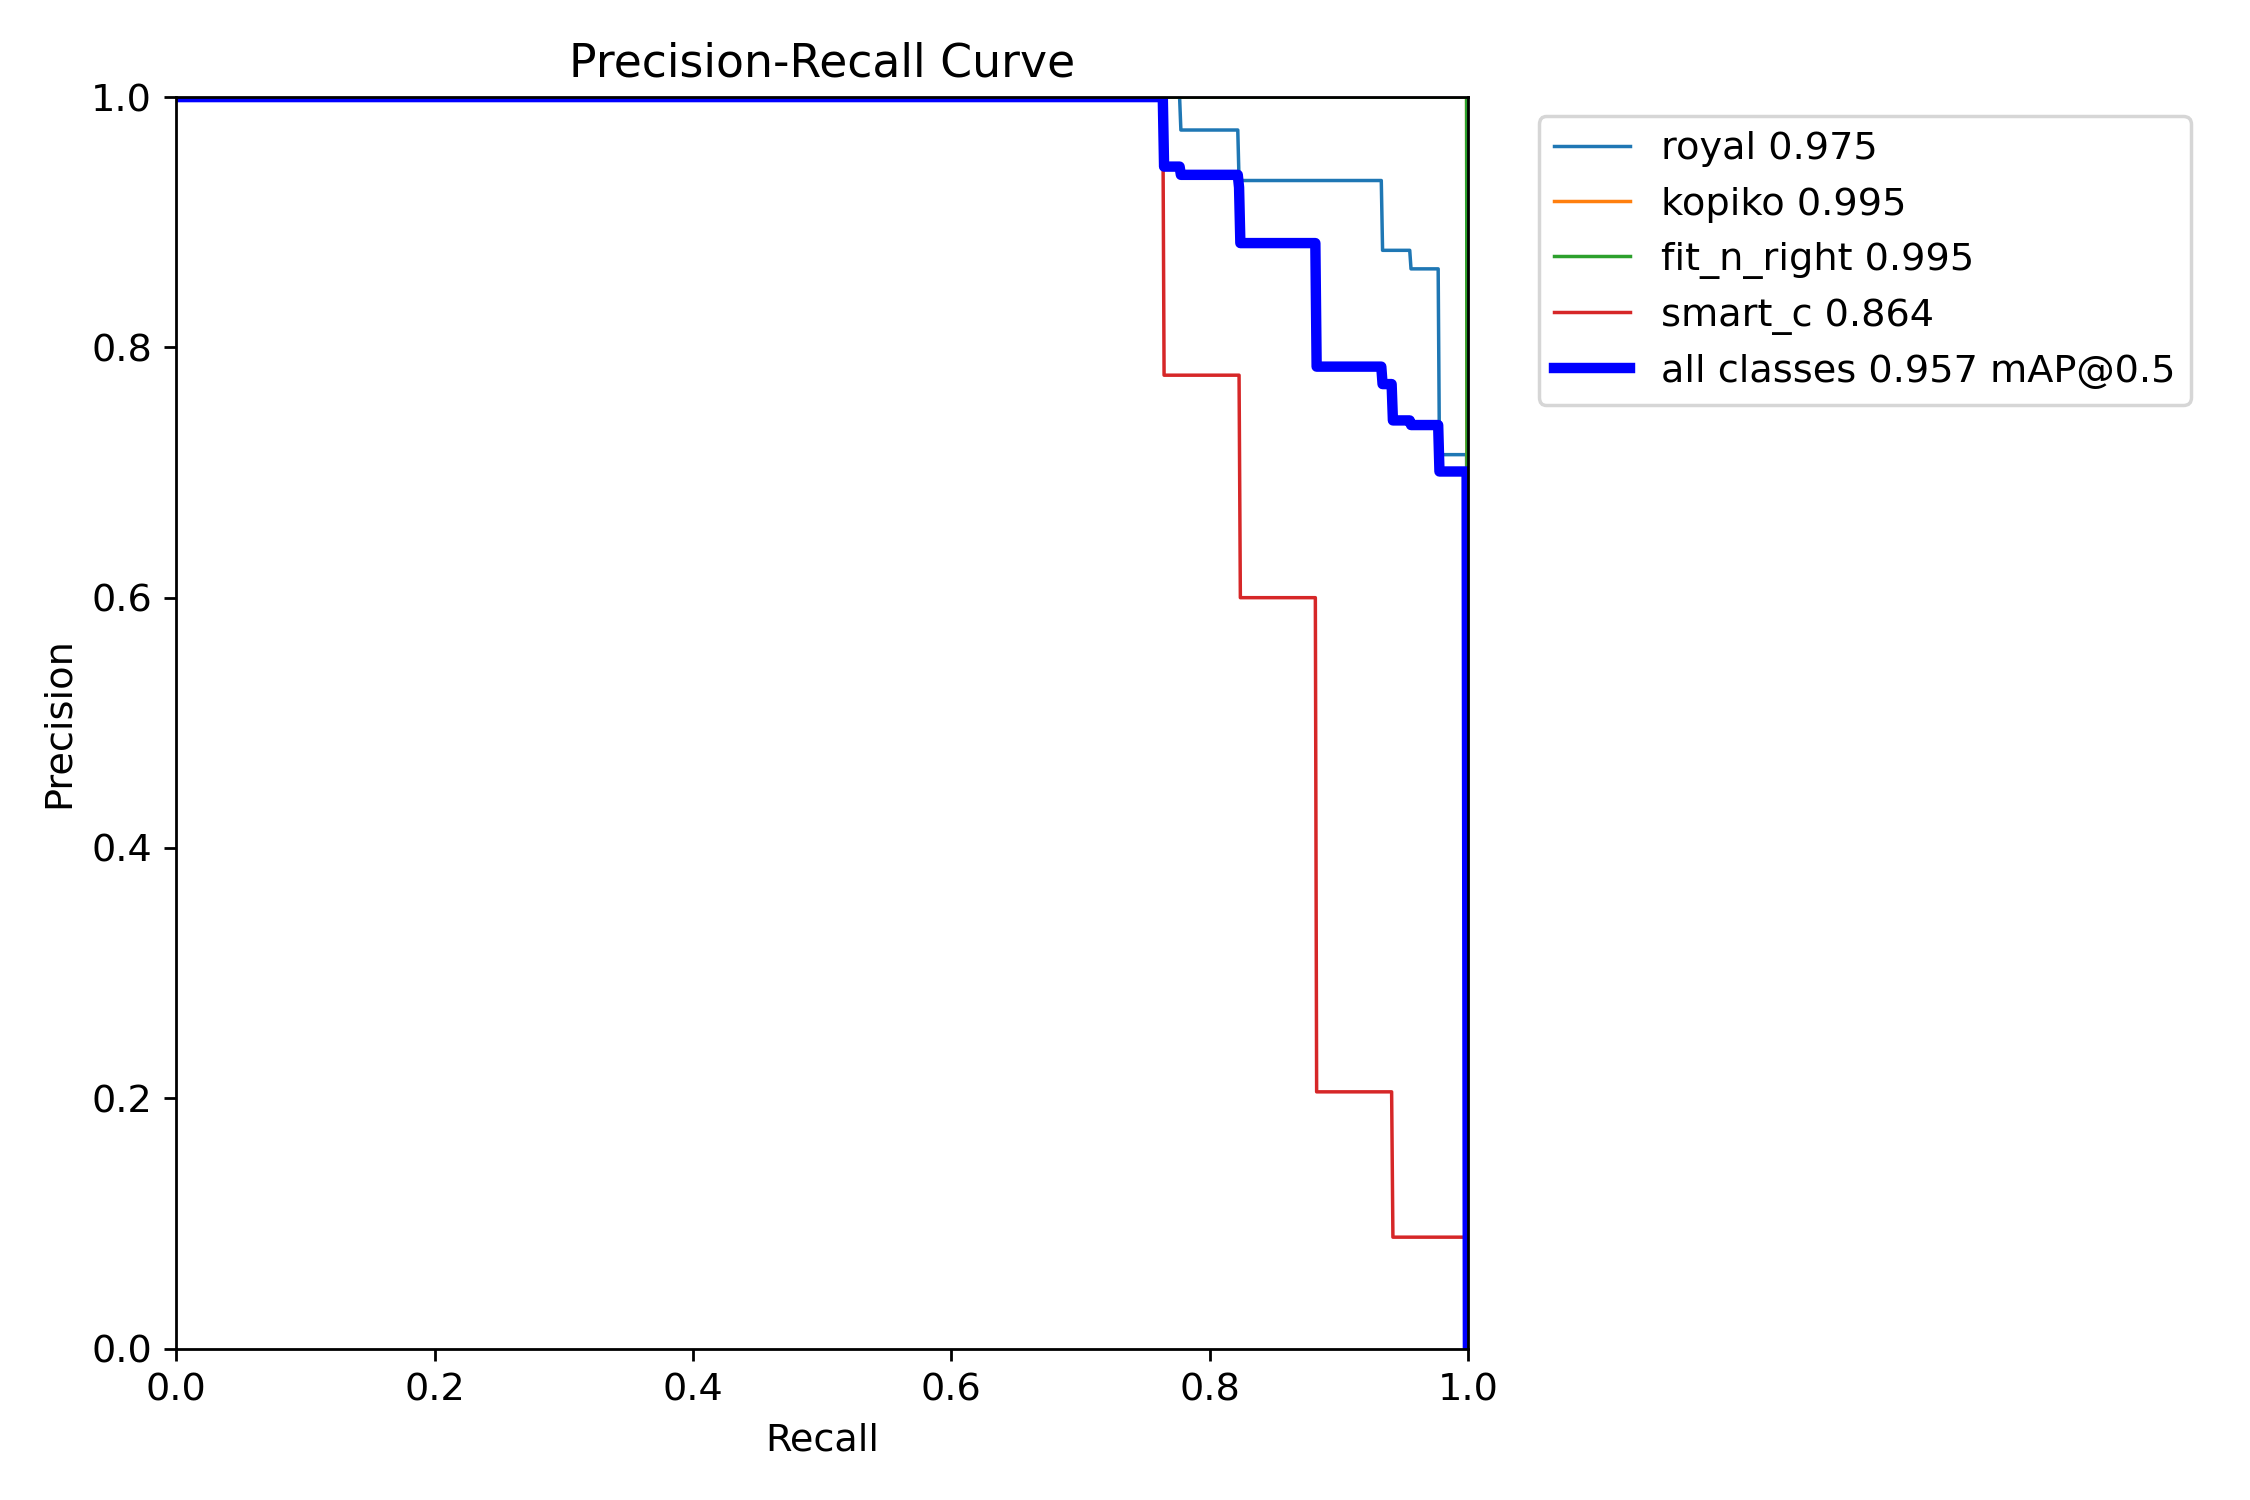 Precision-Recall Curve
1.0
0.8
0.6
0.4
0.2
0.0
Precision
0.0 0.2 0.4 0.6 0.8 1.0
Recall
royal 0.975
kopiko 0.995
fit_n_right 0.995
smart_c 0.864
all classes 0.957 mAP@0.5